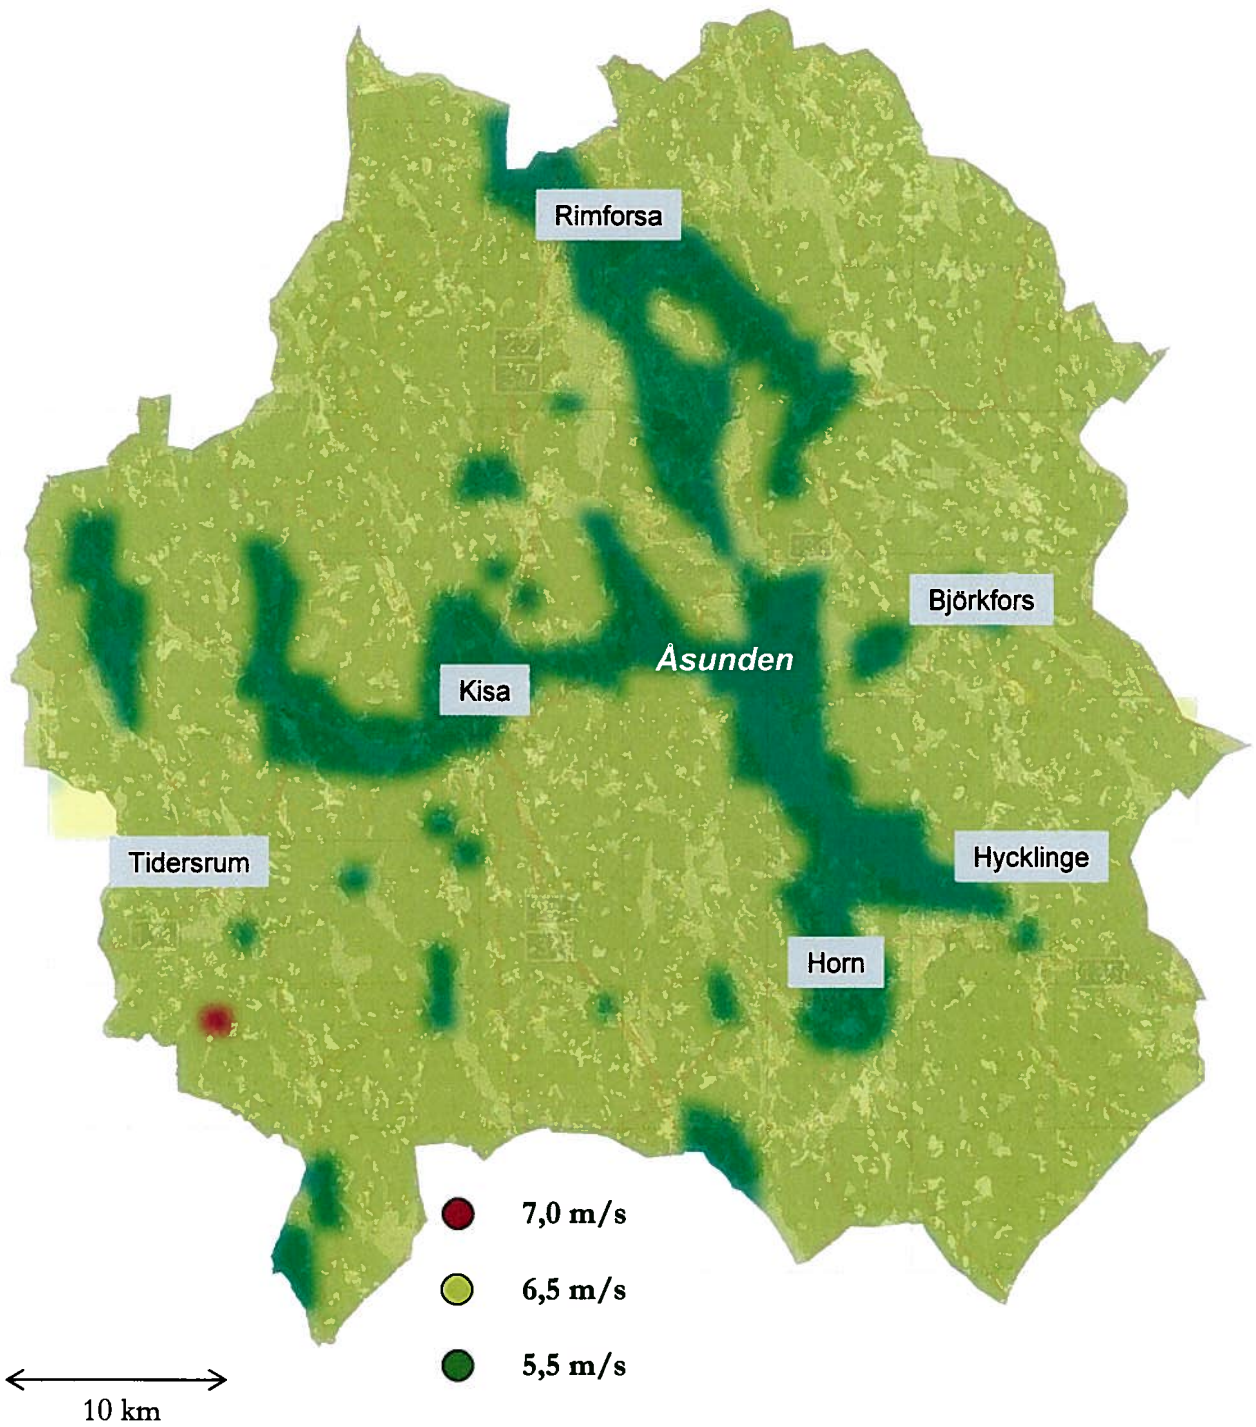 Rimforsa
Björkfors
Åsunden
Kisa
Tidersrum
Hycklinge
Horn
7,0 m/s
6,5 m/s
5,5 m/s
10 km